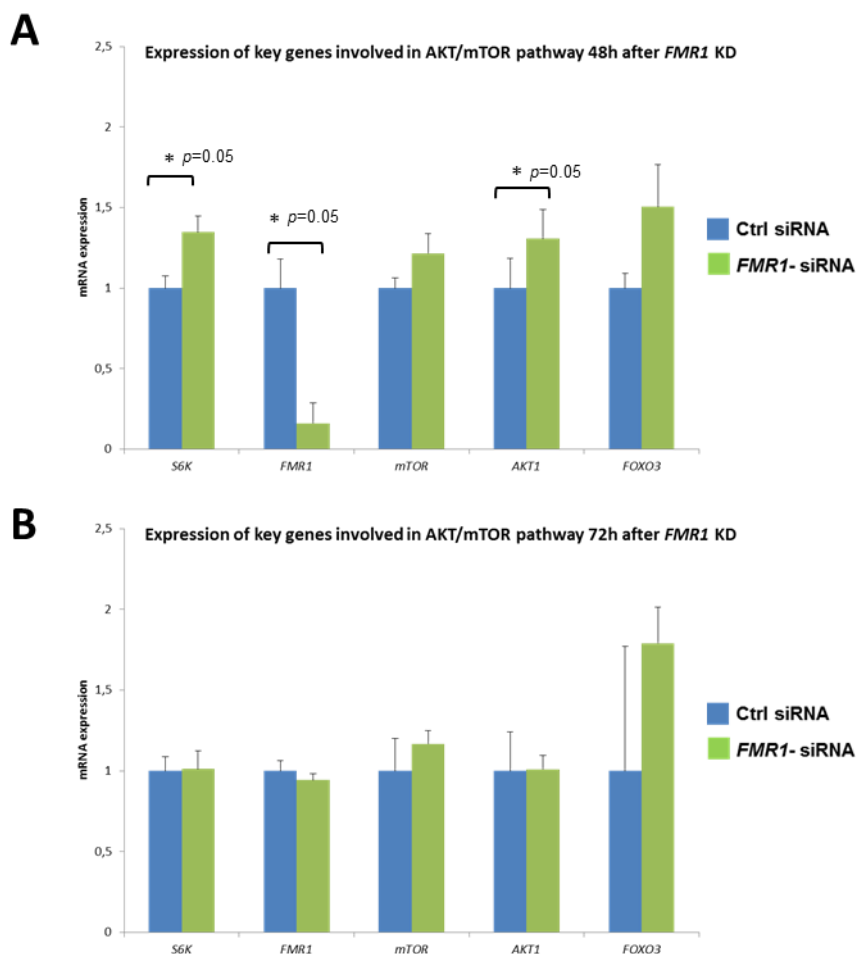 A
Expression of key genes involved in AKT/mTOR pathway 48h after FMR1 KD
2,5
2
1,5
1
0,5
0
mRNA expression
* p=0.05
* p=0.05
* p=0.05
S6K FMR1 mTOR AKT1 FOXO3
Ctrl siRNA
FMR1- siRNA
B
Expression of key genes involved in AKT/mTOR pathway 72h after FMR1 KD
2,5
2
1,5
1
0,5
0
mRNA expression
S6K FMR1 mTOR AKT1 FOXO3
Ctrl siRNA
FMR1- siRNA